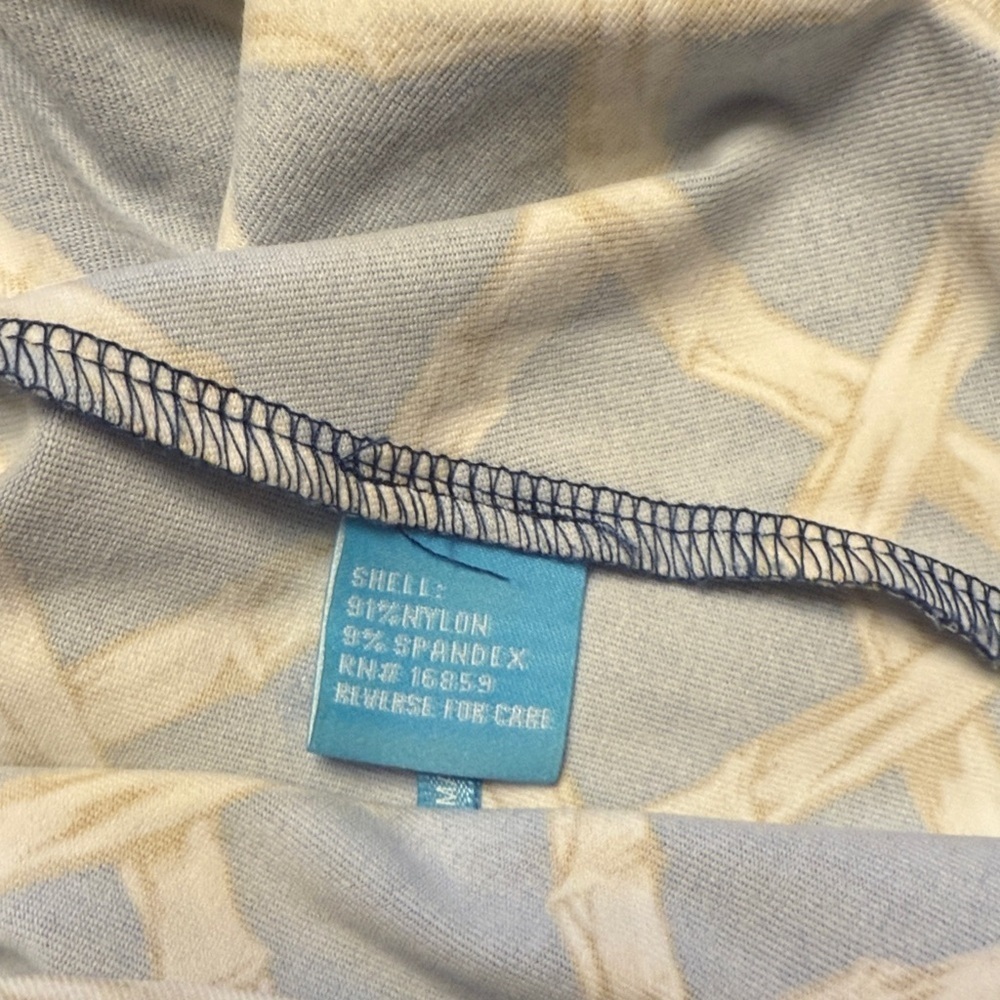 SHELL:
91%NYLON
9% SPANDEX
RN# 16859
REVERSE FOR CARE
M